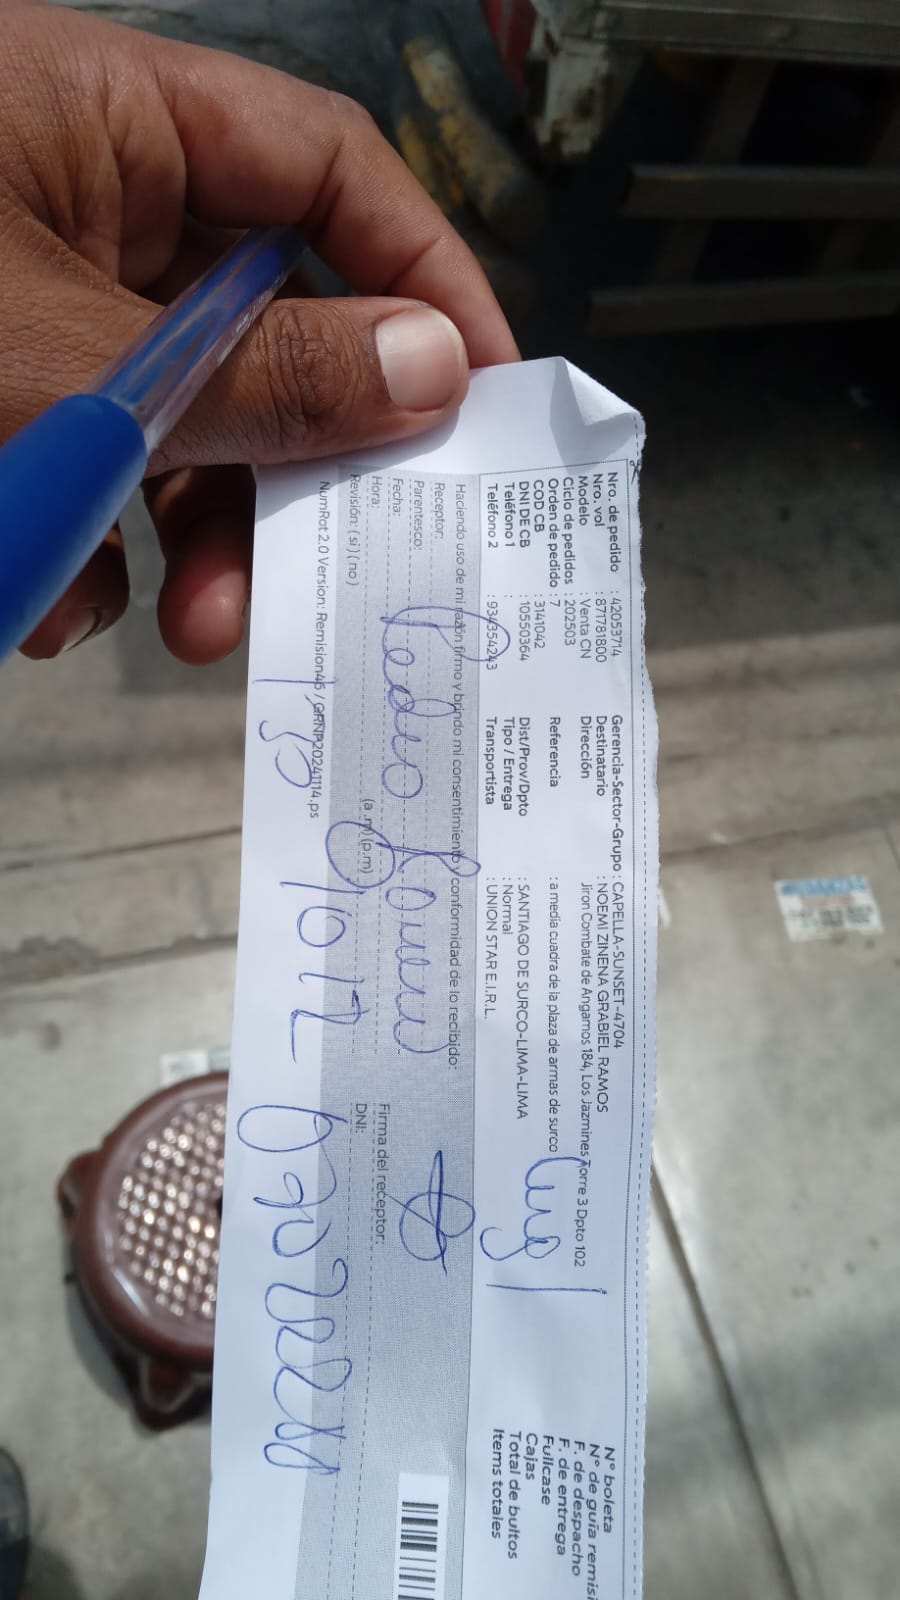 Nro. de pedido : 42053714
Nro. vol : 871781800
Modelo : Venta CN
Ciclo de pedidos : 202503
Orden de pedido : 7
COD CB : 3141042
DNI DE CB : 10550364
Teléfono 1 :
Teléfono 2 : 934354243
Gerencia-Sector-Grupo : CAPELLA-SUNSET-4704
Destinatario : NOEMI ZINENA GRABIEL RAMOS
Dirección Jiron Combate de Angamos 184, Los Jazmines Torre 3 Dpto 102
Referencia : a media cuadra de la plaza de armas de surco
Dist/Prov/Dpto : SANTIAGO DE SURCO-LIMA-LIMA
Tipo / Entrega : Normal
Transportista : UNION STAR E.I.R.L.
N° boleta
N° de guia remisi
F. de despacho
F. de entrega
Fullcase
Cajas
Total de bultos
Items totales
Haciendo uso de mi razón firmo y brindo mi consentimiento y conformidad de lo recibido:
Receptor:
Parentesco:
Fecha:
Hora: (a.m) (p.m)
Revisión: ( si ) ( no )
Firma del receptor:
DNI:
Pedro
NumRat 2.0 Version: Remision46 / GRNP20241114.ps